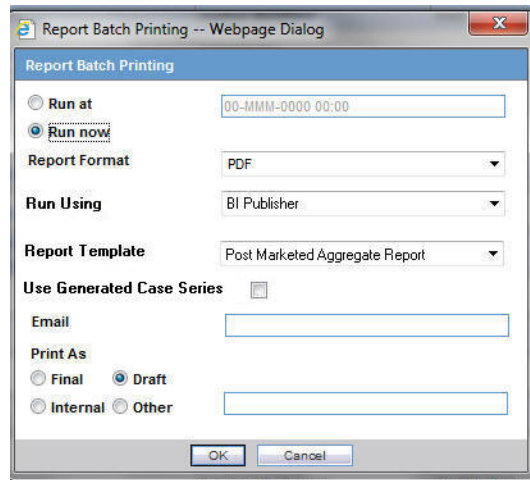 Report Batch Printing -- Webpage Dialog
Report Batch Printing
Run at 00-MMM-0000 00:00
Run now
Report Format PDF
Run Using BI Publisher
Report Template Post Marketed Aggregate Report
Use Generated Case Series
Email
Print As
Final Draft
Internal Other
OK Cancel